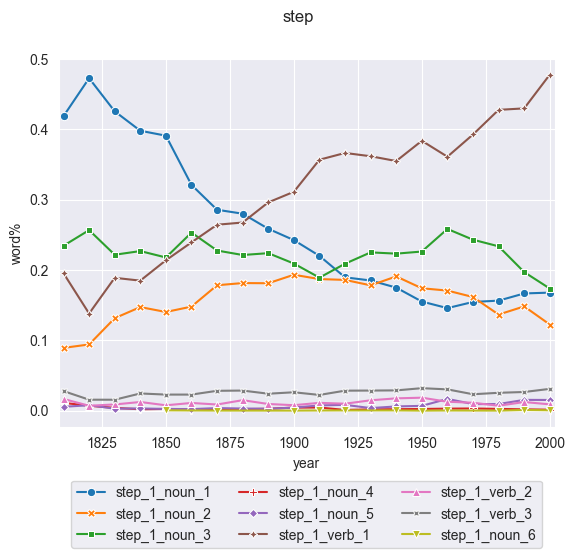 step
0.5
0.4
0.3
0.2
0.1
0.0
word%
1825 1850 1875 1900 1925 1950 1975 2000
year
step_1_noun_1 step_1_noun_4 step_1_verb_2
step_1_noun_2 step_1_noun_5 step_1_verb_3
step_1_noun_3 step_1_verb_1 step_1_noun_6